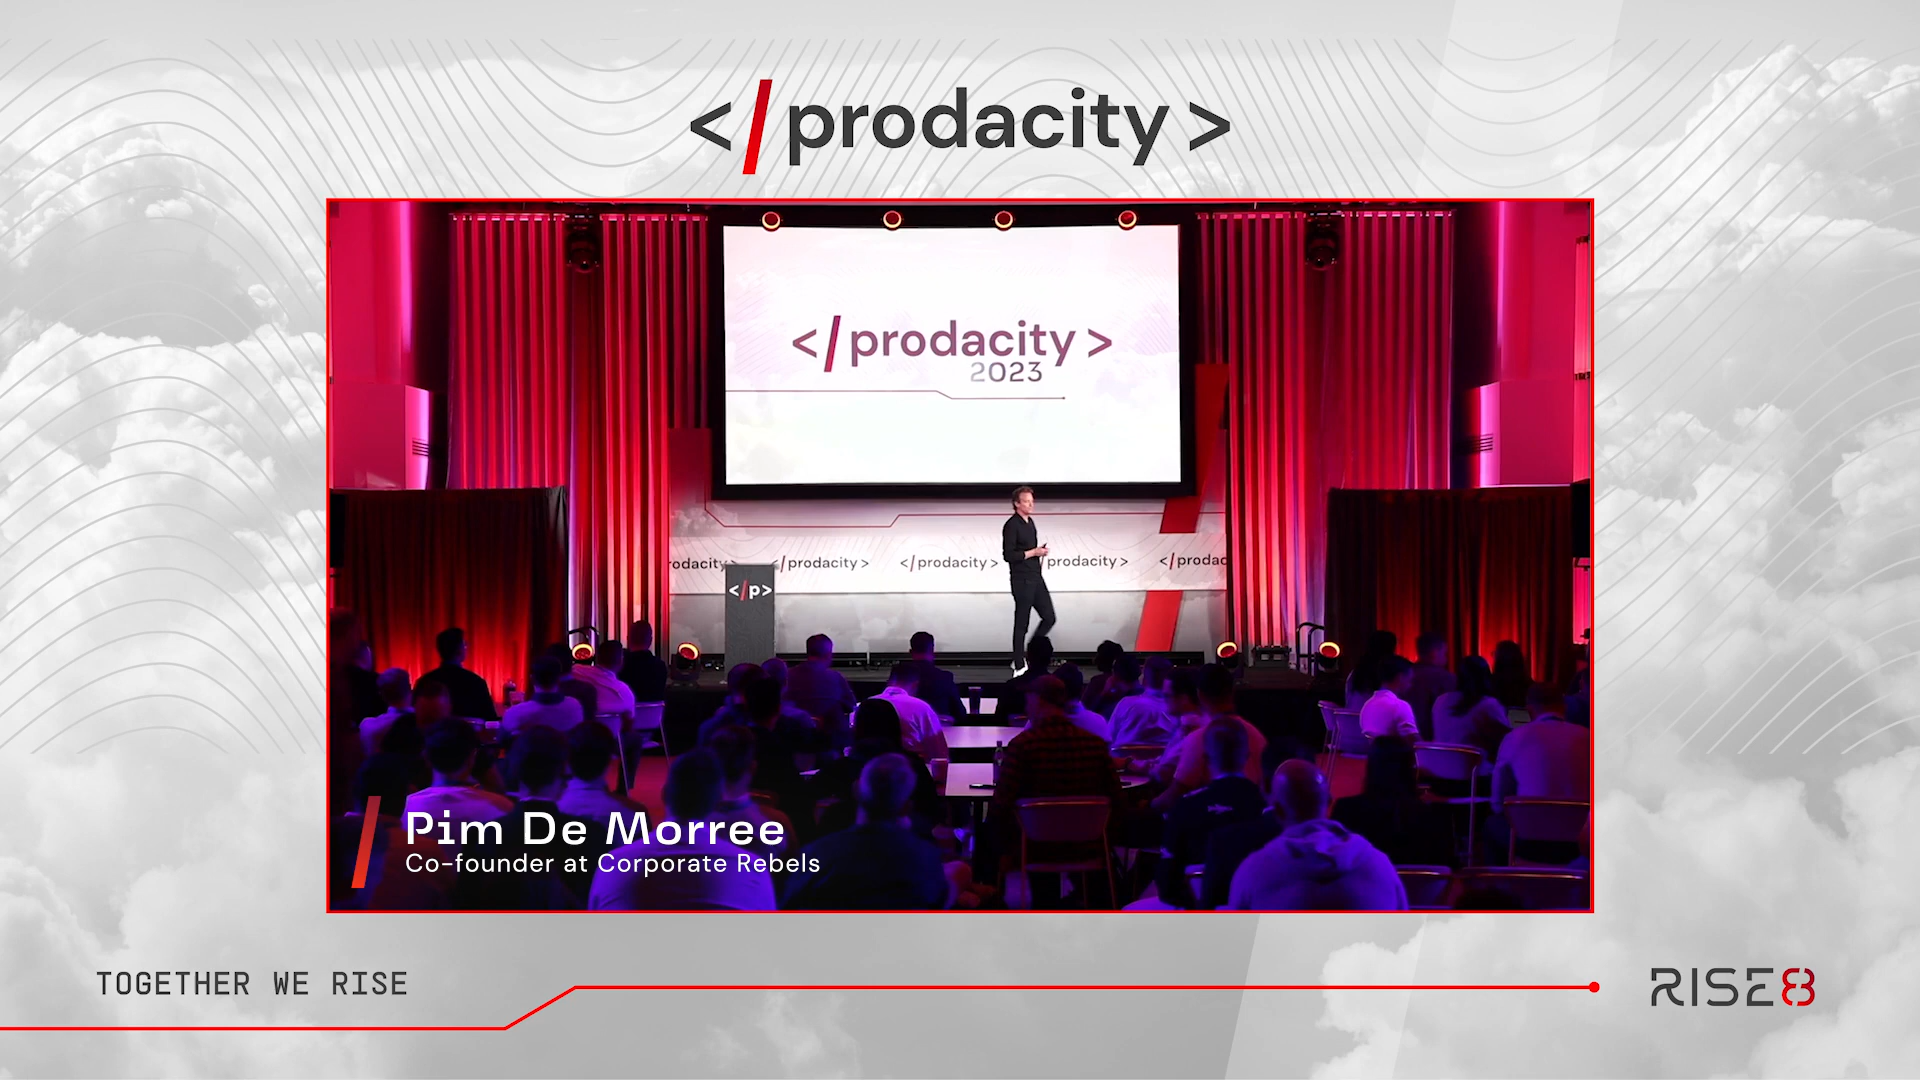 </prodacity>
</prodacity>
2023
odacity>
</prodacity>
</prodacity>
/prodacity>
</prodac
</p>
Pim De Morree
Co-founder at Corporate Rebels
TOGETHER WE RISE
RISE8